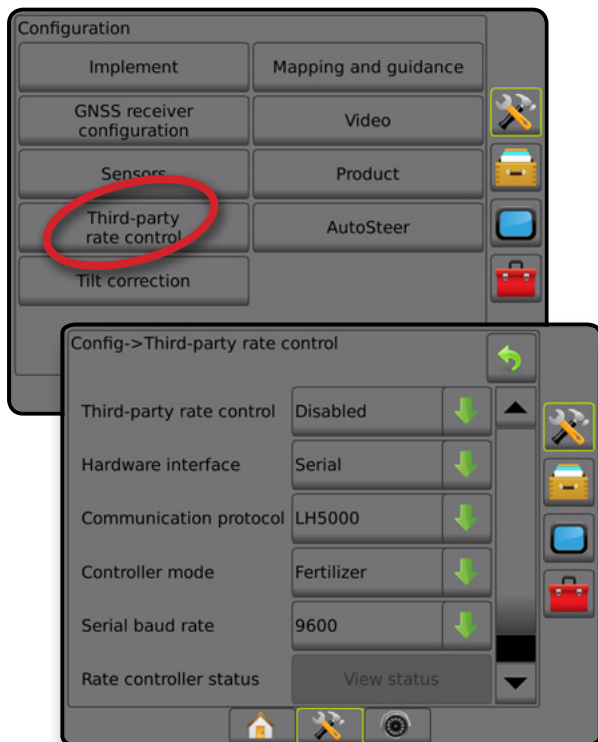 Configuration
Implement
Mapping and guidance
GNSS receiver
configuration
Video
Sensors
Product
Third-party
rate control
AutoSteer
Tilt correction
Config->Third-party rate control
Third-party rate control
Disabled
Hardware interface
Serial
Communication protocol
LH5000
Controller mode
Fertilizer
Serial baud rate
9600
Rate controller status
View status